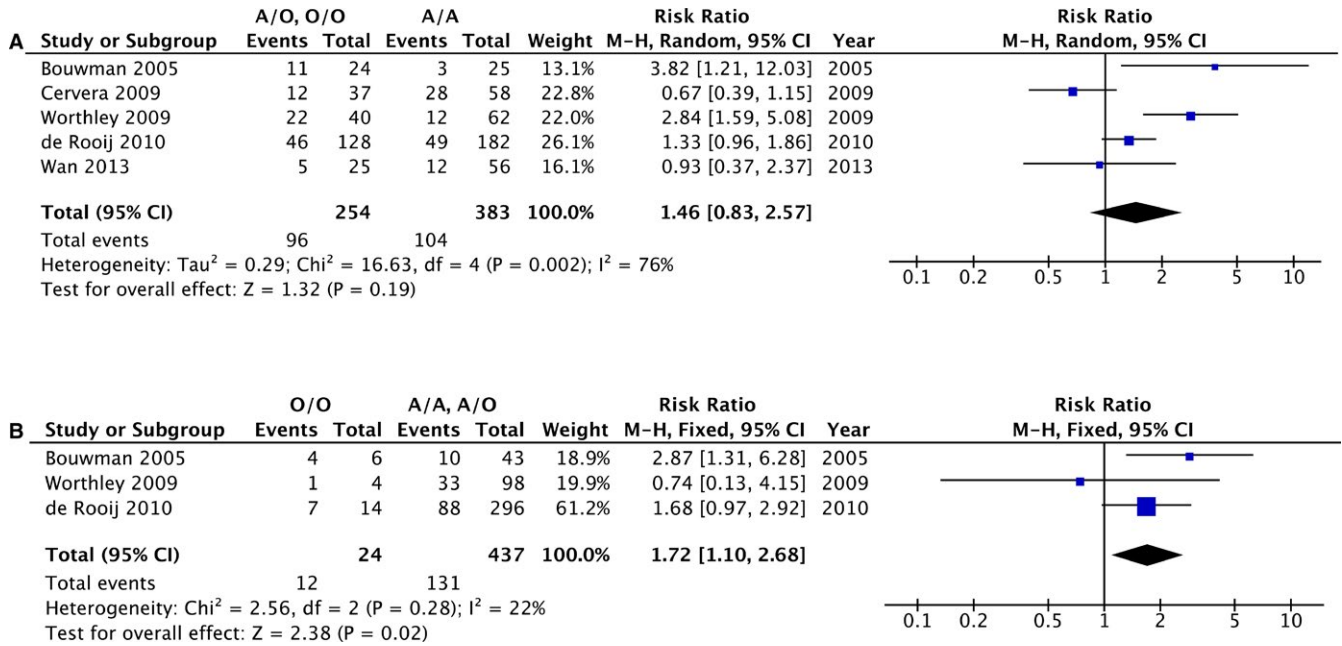 A/O, O/O A/A Risk Ratio Risk Ratio
A Study or Subgroup Events Total Events Total Weight M-H, Random, 95% CI Year M-H, Random, 95% CI
Bouwman 2005 11 24 3 25 13.1% 3.82 [1.21, 12.03] 2005
Cervera 2009 12 37 28 58 22.8% 0.67 [0.39, 1.15] 2009
Worthley 2009 22 40 12 62 22.0% 2.84 [1.59, 5.08] 2009
de Rooij 2010 46 128 49 182 26.1% 1.33 [0.96, 1.86] 2010
Wan 2013 5 25 12 56 16.1% 0.93 [0.37, 2.37] 2013
Total (95% CI) 254 383 100.0% 1.46 [0.83, 2.57]
Total events 96 104
Heterogeneity: Tau² = 0.29; Chi² = 16.63, df = 4 (P = 0.002); I² = 76%
Test for overall effect: Z = 1.32 (P = 0.19)
0.1 0.2 0.5 1 2 5 10
O/O A/A, A/O Risk Ratio Risk Ratio
B Study or Subgroup Events Total Events Total Weight M-H, Fixed, 95% CI Year M-H, Fixed, 95% CI
Bouwman 2005 4 6 10 43 18.9% 2.87 [1.31, 6.28] 2005
Worthley 2009 1 4 33 98 19.9% 0.74 [0.13, 4.15] 2009
de Rooij 2010 7 14 88 296 61.2% 1.68 [0.97, 2.92] 2010
Total (95% CI) 24 437 100.0% 1.72 [1.10, 2.68]
Total events 12 131
Heterogeneity: Chi² = 2.56, df = 2 (P = 0.28); I² = 22%
Test for overall effect: Z = 2.38 (P = 0.02)
0.1 0.2 0.5 1 2 5 10